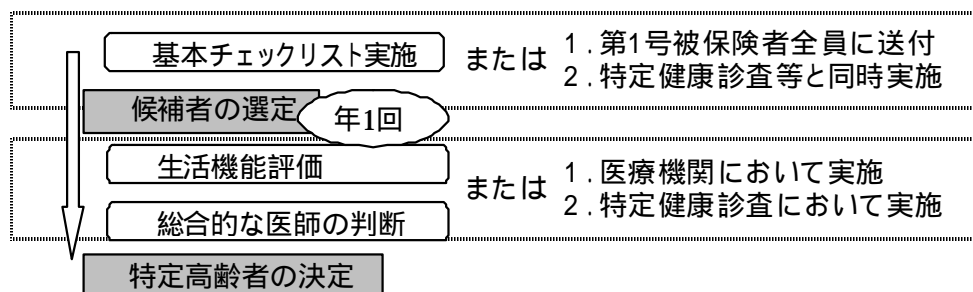 基本チェックリスト実施
または
1.第1号被保険者全員に送付
2.特定健康診査等と同時実施
候補者の選定
年1回
生活機能評価
または
1.医療機関において実施
2.特定健康診査において実施
総合的な医師の判断
特定高齢者の決定